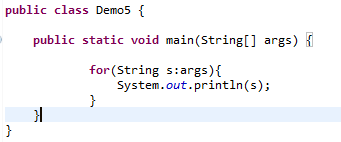 public class Demo5 {
public static void main(String[] args) {
for(String s:args){
System.out.println(s);
}
}
}